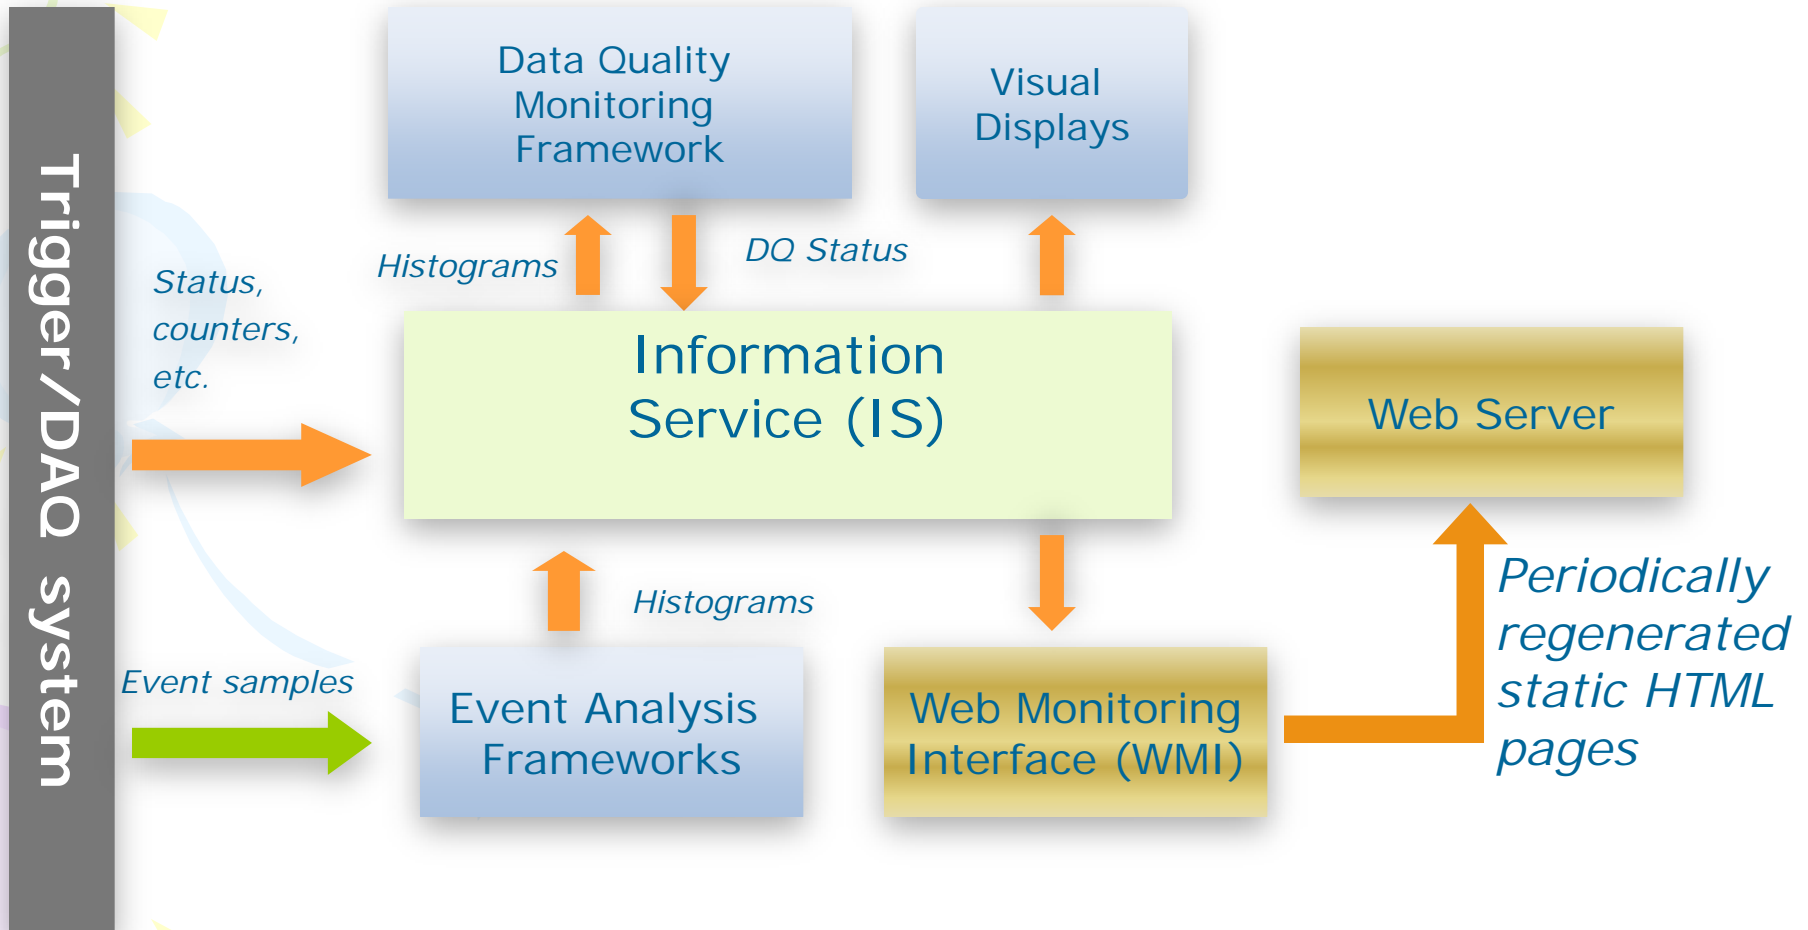 Trigger/DAQ system
Data Quality
Monitoring
Framework
Visual
Displays
Histograms
DQ Status
Status,
counters,
etc.
Information
Service (IS)
Web Server
Histograms
Event samples
Event Analysis
Frameworks
Web Monitoring
Interface (WMI)
Periodically
regenerated
static HTML
pages